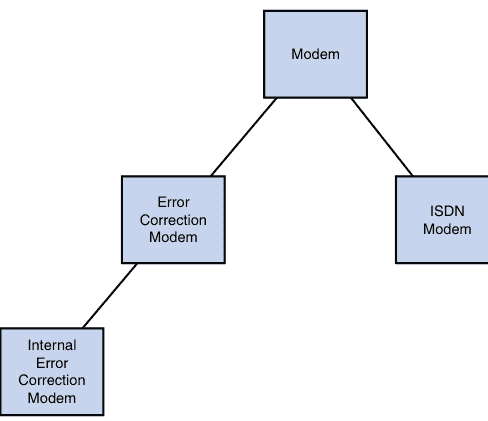 Modem
Error
Correction
Modem
ISDN
Modem
Internal
Error
Correction
Modem